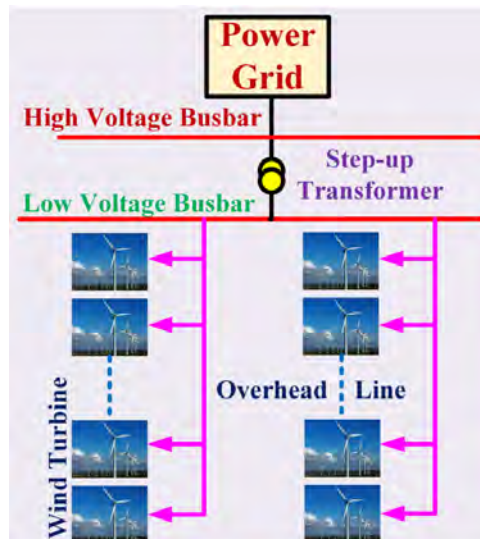 Power
Grid
High Voltage Busbar
Step-up
Transformer
Low Voltage Busbar
Overhead Line
Wind Turbine